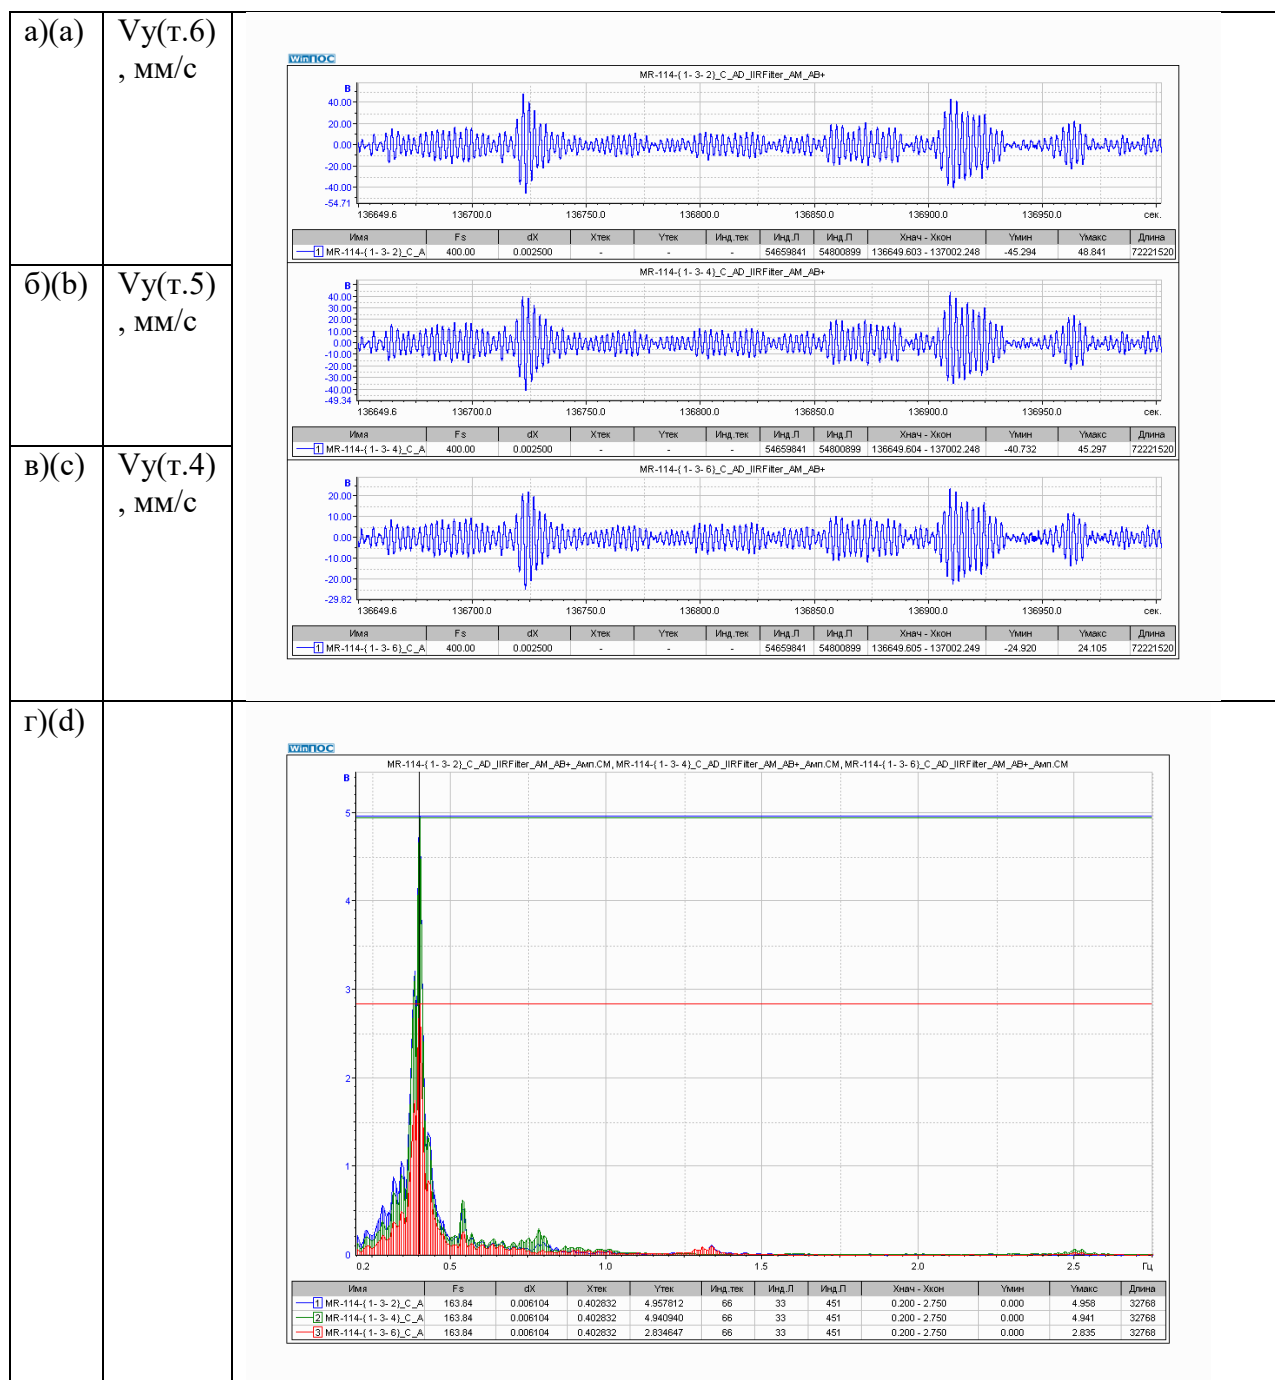 а)(a)
Vy(т.6)
, мм/с
WinПОС
MR-114-{ 1- 3- 2}_C_AD_IIRFilter_AM_AB+
В
40.00
20.00
0.00
-20.00
-40.00
-54.71
136649.6 136700.0 136750.0 136800.0 136850.0 136900.0 136950.0 сек.
Имя Fs dX Xтек Yтек Инд.тек Инд.Л Инд.П Xнач - Xкон Yмин Yмакс Длина
1 MR-114-{ 1- 3- 2}_C_A 400.00 0.002500 - - - 54659841 54800899 136649.603 - 137002.248 -45.294 48.841 72221520
б)(b)
Vy(т.5)
, мм/с
MR-114-{ 1- 3- 4}_C_AD_IIRFilter_AM_AB+
В
40.00
30.00
20.00
10.00
0.00
-10.00
-20.00
-30.00
-40.00
-49.34
136649.6 136700.0 136750.0 136800.0 136850.0 136900.0 136950.0 сек.
Имя Fs dX Xтек Yтек Инд.тек Инд.Л Инд.П Xнач - Xкон Yмин Yмакс Длина
1 MR-114-{ 1- 3- 4}_C_A 400.00 0.002500 - - - 54659841 54800899 136649.604 - 137002.248 -40.732 45.297 72221520
в)(c)
Vy(т.4)
, мм/с
MR-114-{ 1- 3- 6}_C_AD_IIRFilter_AM_AB+
В
20.00
10.00
0.00
-10.00
-20.00
-29.82
136649.6 136700.0 136750.0 136800.0 136850.0 136900.0 136950.0 сек.
Имя Fs dX Xтек Yтек Инд.тек Инд.Л Инд.П Xнач - Xкон Yмин Yмакс Длина
1 MR-114-{ 1- 3- 6}_C_A 400.00 0.002500 - - - 54659841 54800899 136649.605 - 137002.249 -24.920 24.105 72221520
г)(d)
WinПОС
MR-114-{ 1- 3- 2}_C_AD_IIRFilter_AM_AB+_Амп.СМ, MR-114-{ 1- 3- 4}_C_AD_IIRFilter_AM_AB+_Амп.СМ, MR-114-{ 1- 3- 6}_C_AD_IIRFilter_AM_AB+_Амп.СМ
В
5
4
3
2
1
0
0.2 0.5 1.0 1.5 2.0 2.5 Гц
Имя Fs dX Xтек Yтек Инд.тек Инд.Л Инд.П Xнач - Xкон Yмин Yмакс Длина
1 MR-114-{ 1- 3- 2}_C_A 163.84 0.006104 0.402832 4.957812 66 33 451 0.200 - 2.750 0.000 4.958 32768
2 MR-114-{ 1- 3- 4}_C_A 163.84 0.006104 0.402832 4.940940 66 33 451 0.200 - 2.750 0.000 4.941 32768
3 MR-114-{ 1- 3- 6}_C_A 163.84 0.006104 0.402832 2.834647 66 33 451 0.200 - 2.750 0.000 2.835 32768